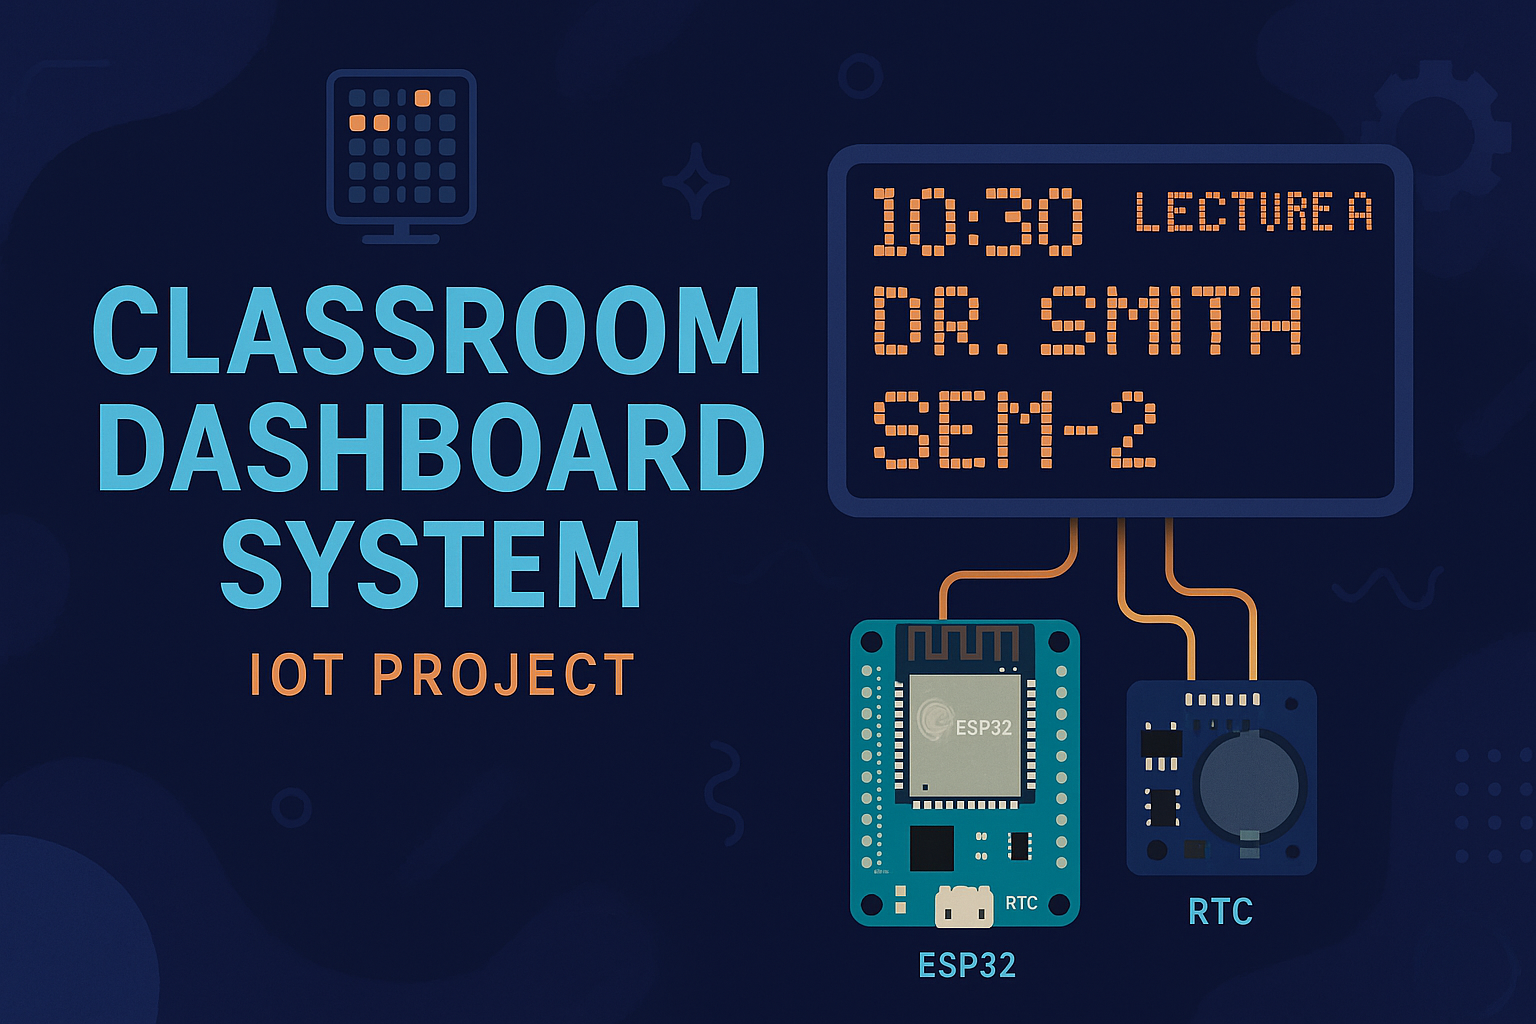 CLASSROOM
DASHBOARD
SYSTEM
IOT PROJECT
10:30 LECTURE A
DR. SMITH
SEM-2
ESP32
RTC
ESP32
RTC